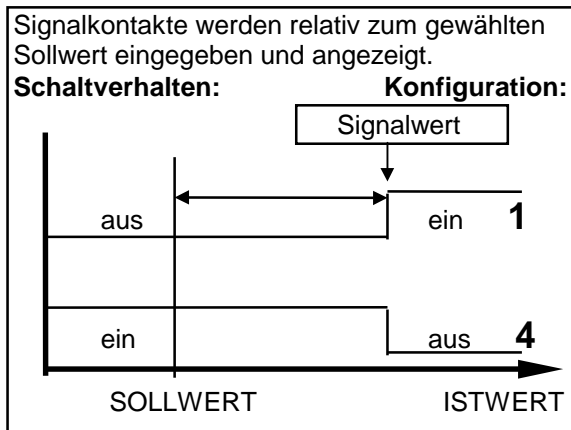 Signalkontakte werden relativ zum gewählten
Sollwert eingegeben und angezeigt.
Schaltverhalten: Konfiguration:
Signalwert
aus ein 1
ein aus 4
SOLLWERT ISTWERT